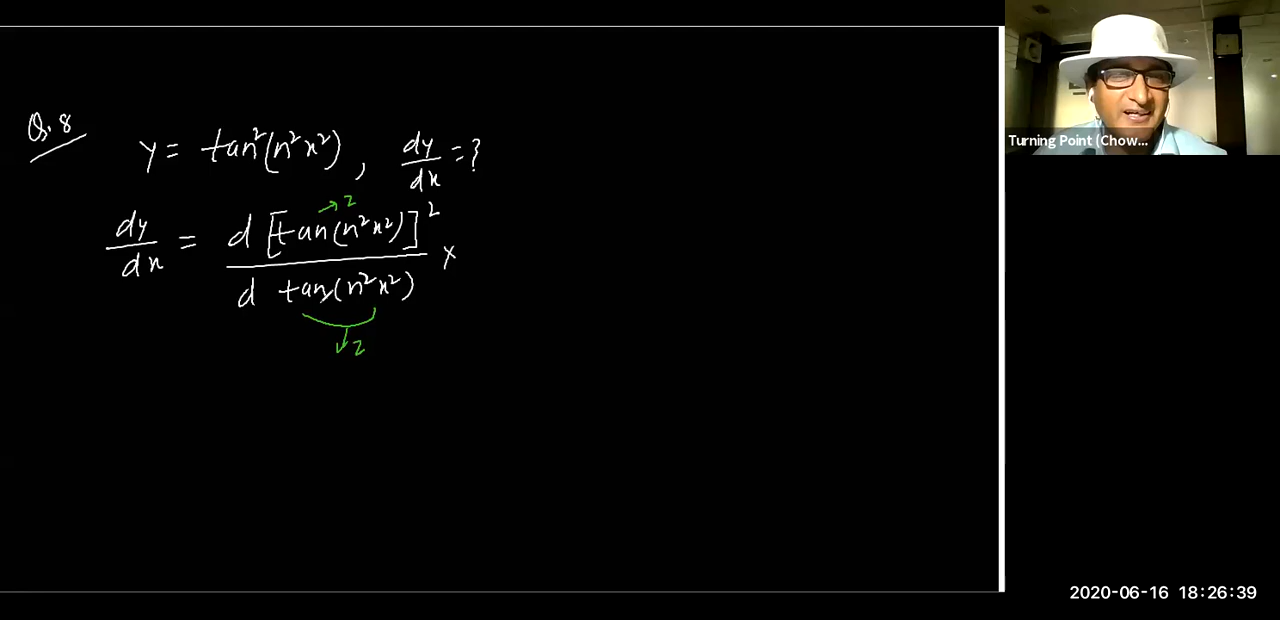 Q.8
y = tan²(n²x²), dy/dx = ?
→ z
dy/dx = d [tan(n²x²)]² / d tan(n²x²) ×
↓ z
Turning Point (Chow...
2020-06-16 18:26:39